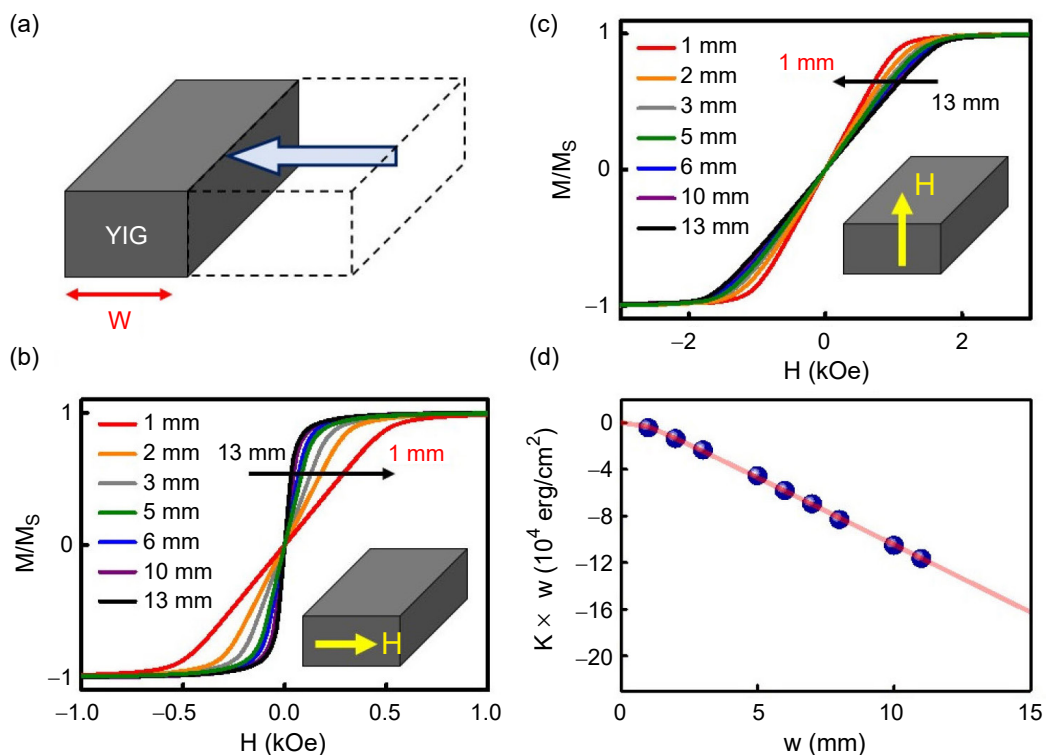 (a)
YIG
W
(b)
1 mm
2 mm
3 mm
5 mm
6 mm
10 mm
13 mm
13 mm
1 mm
H
M/M_S
1
0
−1
−1.0
−0.5
0.0
0.5
1.0
H (kOe)
(c)
1 mm
2 mm
3 mm
5 mm
6 mm
10 mm
13 mm
1 mm
13 mm
H
M/M_S
1
0
−1
−2
0
2
H (kOe)
(d)
K × w (10⁴ erg/cm²)
0
−4
−8
−12
−16
−20
0
5
10
15
w (mm)